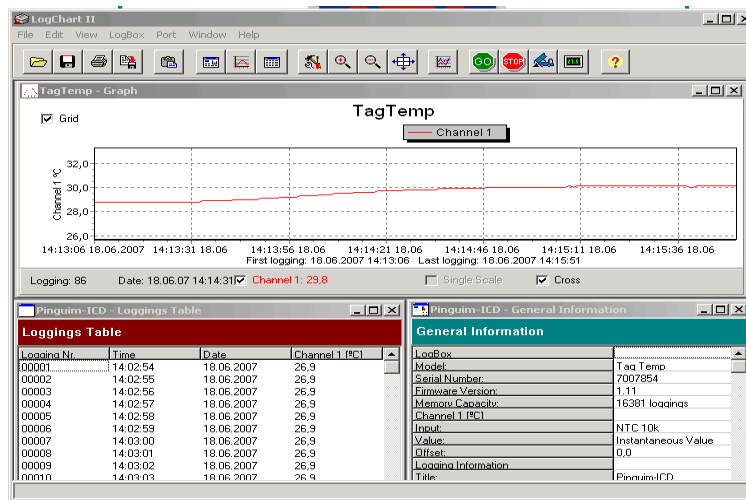 LogChart II
File Edit View LogBox Port Window Help
GO STOP
TagTemp - Graph
Grid
TagTemp
Channel 1
Channel 1 ºC
32,0
30,0
28,0
26,0
14:13:06 18.06.2007 14:13:31 18.06 14:13:56 18.06 14:14:21 18.06 14:14:46 18.06 14:15:11 18.06 14:15:36 18.06
First logging: 18.06.2007 14:13:06 Last logging: 18.06.2007 14:15:51
Logging: 86 Date: 18.06.07 14:14:31 Channel 1: 29,8 Single Scale Cross
Pinguim-ICD - Loggings Table
Loggings Table
Logging Nr. Time Date Channel 1 [ºC]
00001 14:02:54 18.06.2007 26,9
00002 14:02:55 18.06.2007 26,9
00003 14:02:56 18.06.2007 26,9
00004 14:02:57 18.06.2007 26,9
00005 14:02:58 18.06.2007 26,9
00006 14:02:59 18.06.2007 26,9
00007 14:03:00 18.06.2007 26,9
00008 14:03:01 18.06.2007 26,9
00009 14:03:02 18.06.2007 26,9
00010 14:03:03 18.06.2007 26,9
Pinguim-ICD - General Information
General Information
LogBox
Model: Tag Temp
Serial Number: 7007854
Firmware Version: 1.11
Memory Capacity: 16381 loggings
Channel 1 [ºC]
Input: NTC 10k
Value: Instantaneous Value
Offset: 0,0
Logging Information
Title: Pinguim-ICD